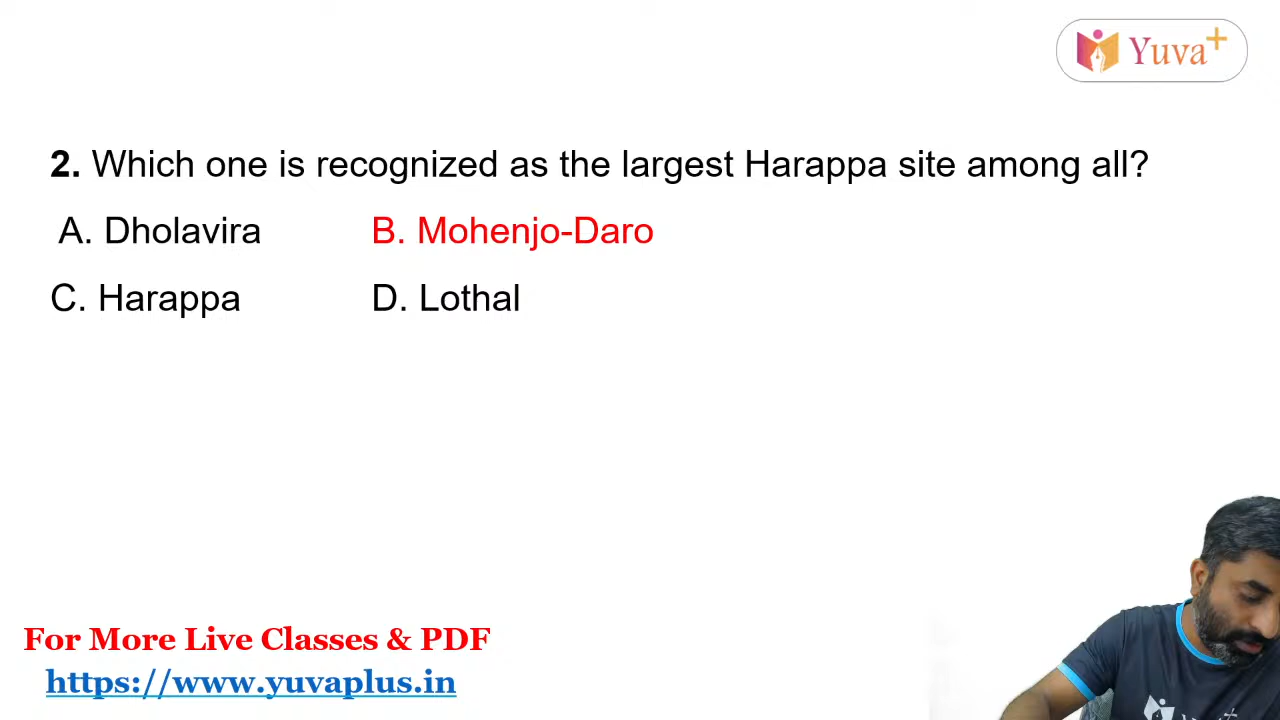 Yuva+
2. Which one is recognized as the largest Harappa site among all?
A. Dholavira B. Mohenjo-Daro
C. Harappa D. Lothal
For More Live Classes & PDF
https://www.yuvaplus.in